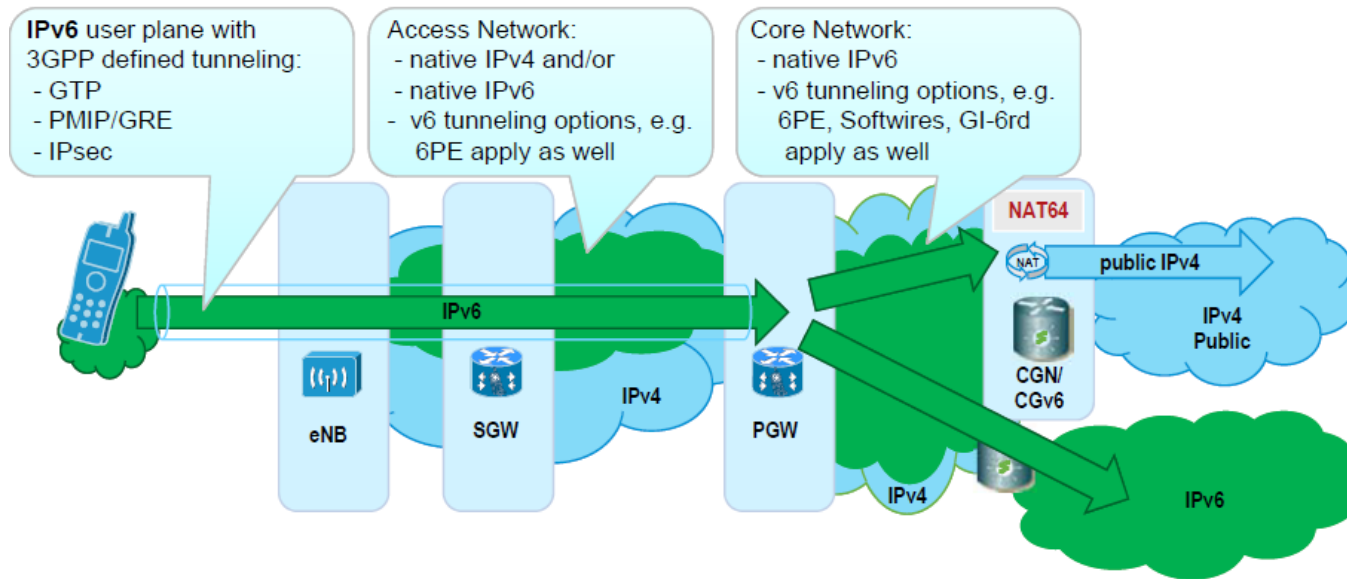 IPv6 user plane with
3GPP defined tunneling:
- GTP
- PMIP/GRE
- IPsec
Access Network:
- native IPv4 and/or
- native IPv6
- v6 tunneling options, e.g.
6PE apply as well
Core Network:
- native IPv6
- v6 tunneling options, e.g.
6PE, Softwires, GI-6rd
apply as well
NAT64
NAT
public IPv4
IPv4
Public
IPv6
CGN/
CGv6
IPv4
eNB
SGW
PGW
IPv4
IPv6